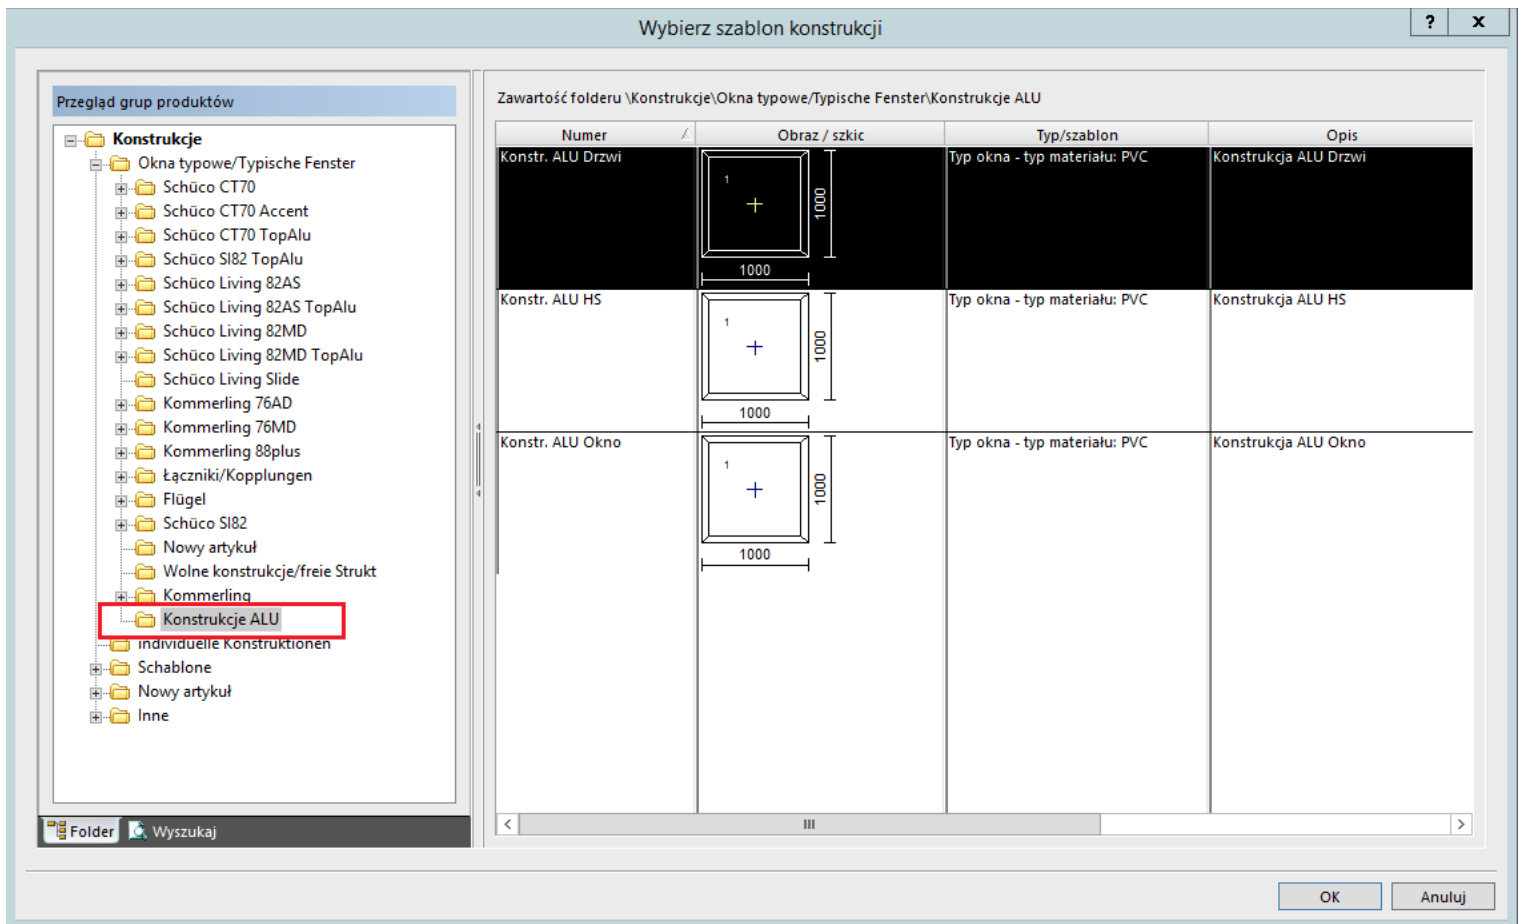 Wybierz szablon konstrukcji
? x
Przegląd grup produktów
Konstrukcje
Okna typowe/Typische Fenster
Schüco CT70
Schüco CT70 Accent
Schüco CT70 TopAlu
Schüco SI82 TopAlu
Schüco Living 82AS
Schüco Living 82AS TopAlu
Schüco Living 82MD
Schüco Living 82MD TopAlu
Schüco Living Slide
Kommerling 76AD
Kommerling 76MD
Kommerling 88plus
Łączniki/Kopplungen
Flügel
Schüco SI82
Nowy artykuł
Wolne konstrukcje/freie Strukt
Kommerling
Konstrukcje ALU
individuelle Konstruktionen
Schablone
Nowy artykuł
Inne
Folder Wyszukaj
Zawartość folderu \Konstrukcje\Okna typowe/Typische Fenster\Konstrukcje ALU
Numer Obraz / szkic Typ/szablon Opis
Konstr. ALU Drzwi Typ okna - typ materiału: PVC Konstrukcja ALU Drzwi
1
1000
1000
Konstr. ALU HS Typ okna - typ materiału: PVC Konstrukcja ALU HS
1
1000
1000
Konstr. ALU Okno Typ okna - typ materiału: PVC Konstrukcja ALU Okno
1
1000
1000
OK Anuluj